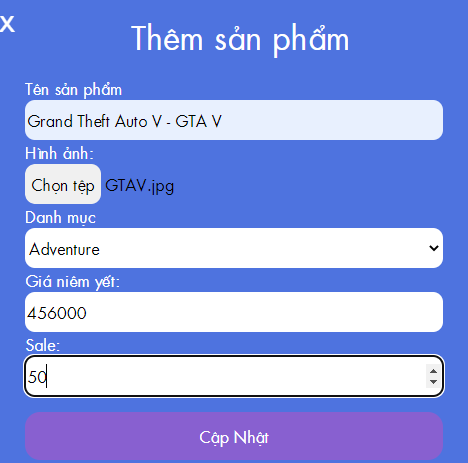 X
Thêm sản phẩm
Tên sản phẩm
Grand Theft Auto V - GTA V
Hình ảnh:
Chọn tệp GTAV.jpg
Danh mục
Adventure
Giá niêm yết:
456000
Sale:
50
Cập Nhật